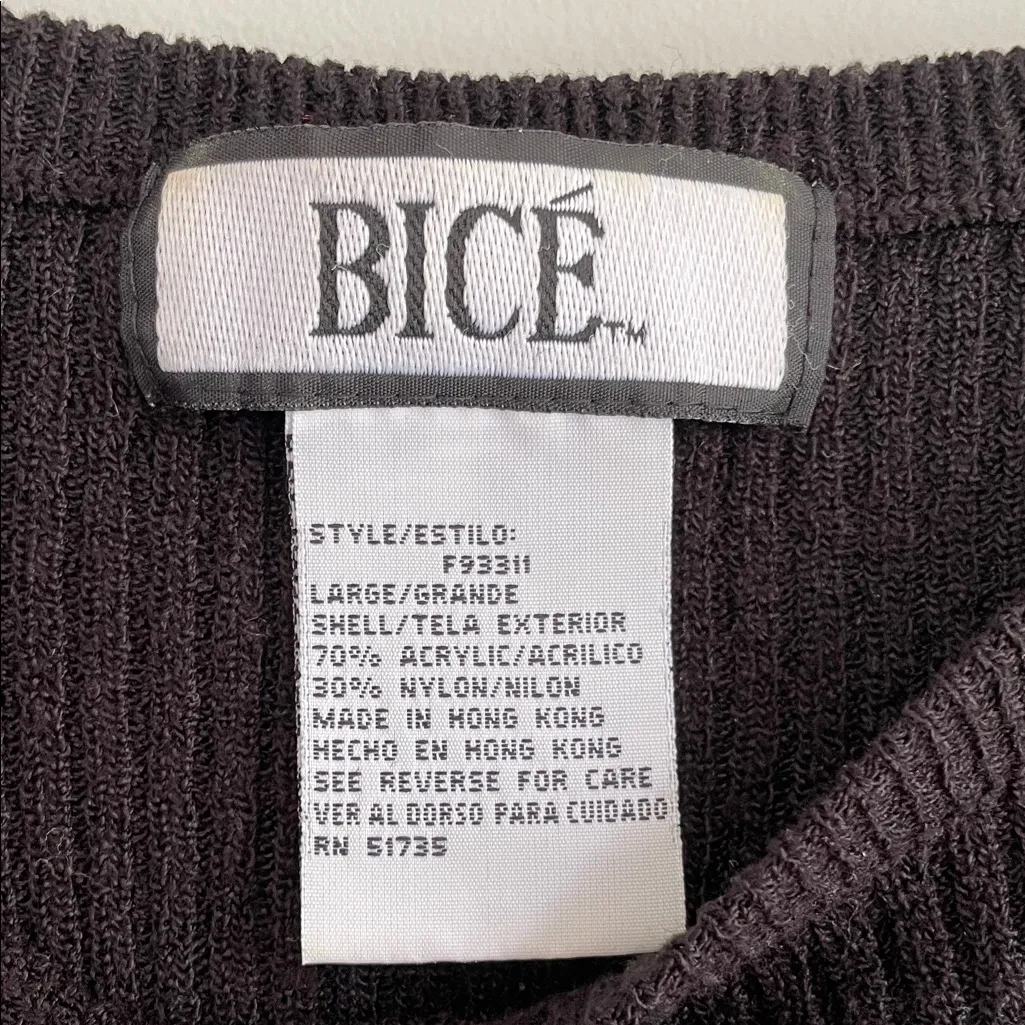 BICÉ™
STYLE/ESTILO:
F93311
LARGE/GRANDE
SHELL/TELA EXTERIOR
70% ACRYLIC/ACRILICO
30% NYLON/NILON
MADE IN HONG KONG
HECHO EN HONG KONG
SEE REVERSE FOR CARE
VER AL DORSO PARA CUIDADO
RN 51735